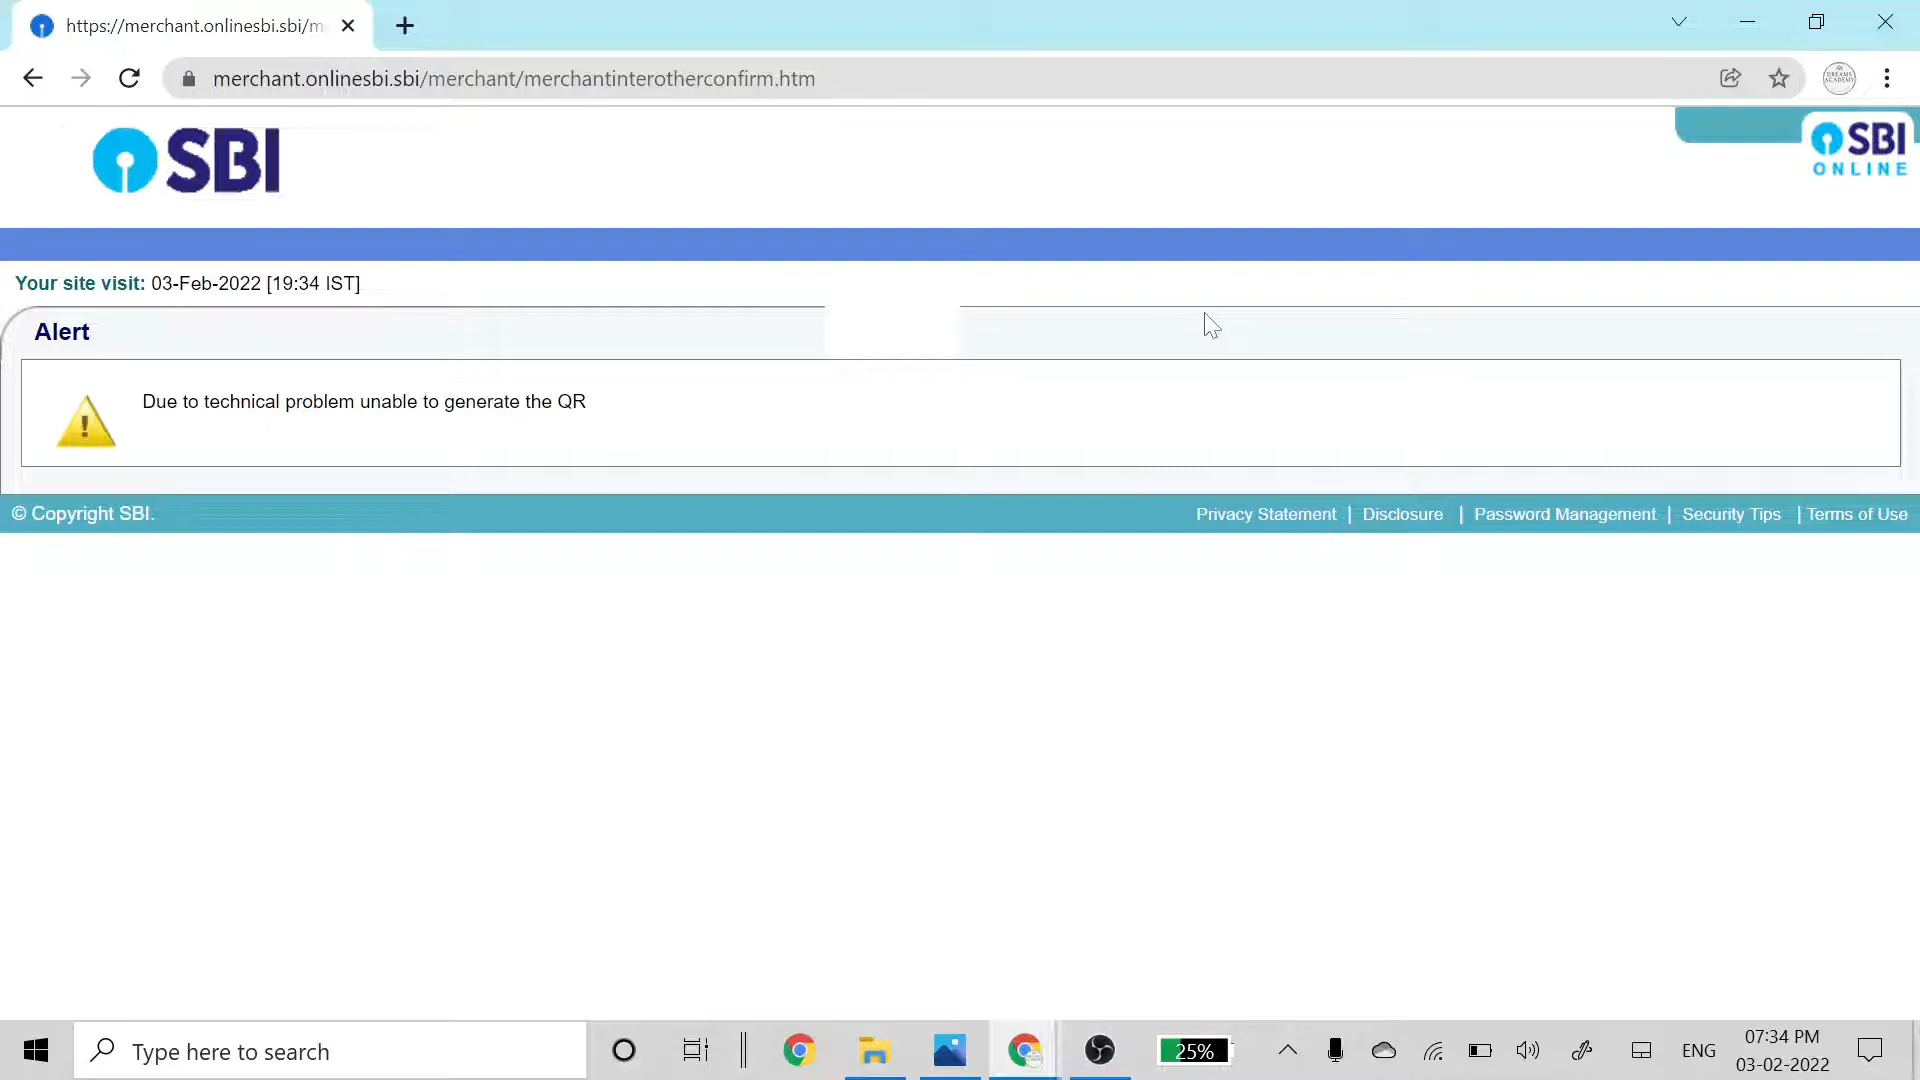 https://merchant.onlinesbi.sbi/m
merchant.onlinesbi.sbi/merchant/merchantinterotherconfirm.htm
SBI
SBI
ONLINE
Your site visit: 03-Feb-2022 [19:34 IST]
Alert
Due to technical problem unable to generate the QR
© Copyright SBI.
Privacy Statement | Disclosure | Password Management | Security Tips | Terms of Use
Type here to search
25%
ENG
07:34 PM
03-02-2022